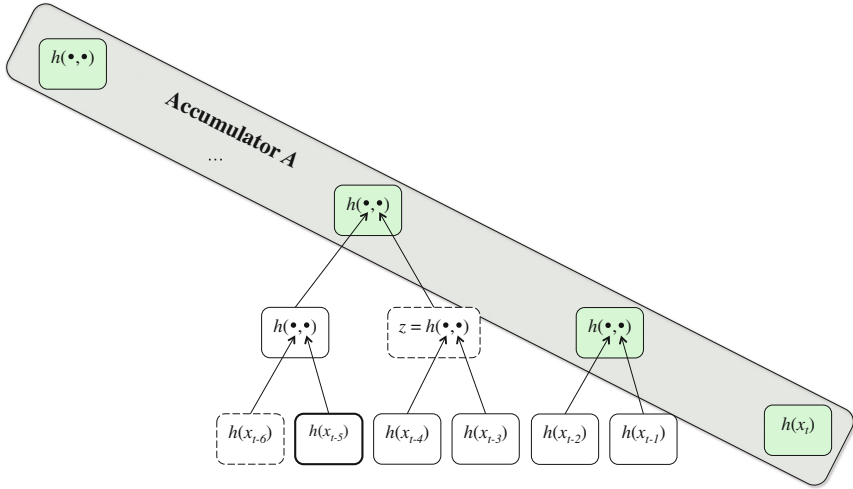 h(•,•)
Accumulator A
...
h(•,•)
h(•,•)
z = h(•,•)
h(•,•)
h(x_{t-6})
h(x_{t-5})
h(x_{t-4})
h(x_{t-3})
h(x_{t-2})
h(x_{t-1})
h(x_t)